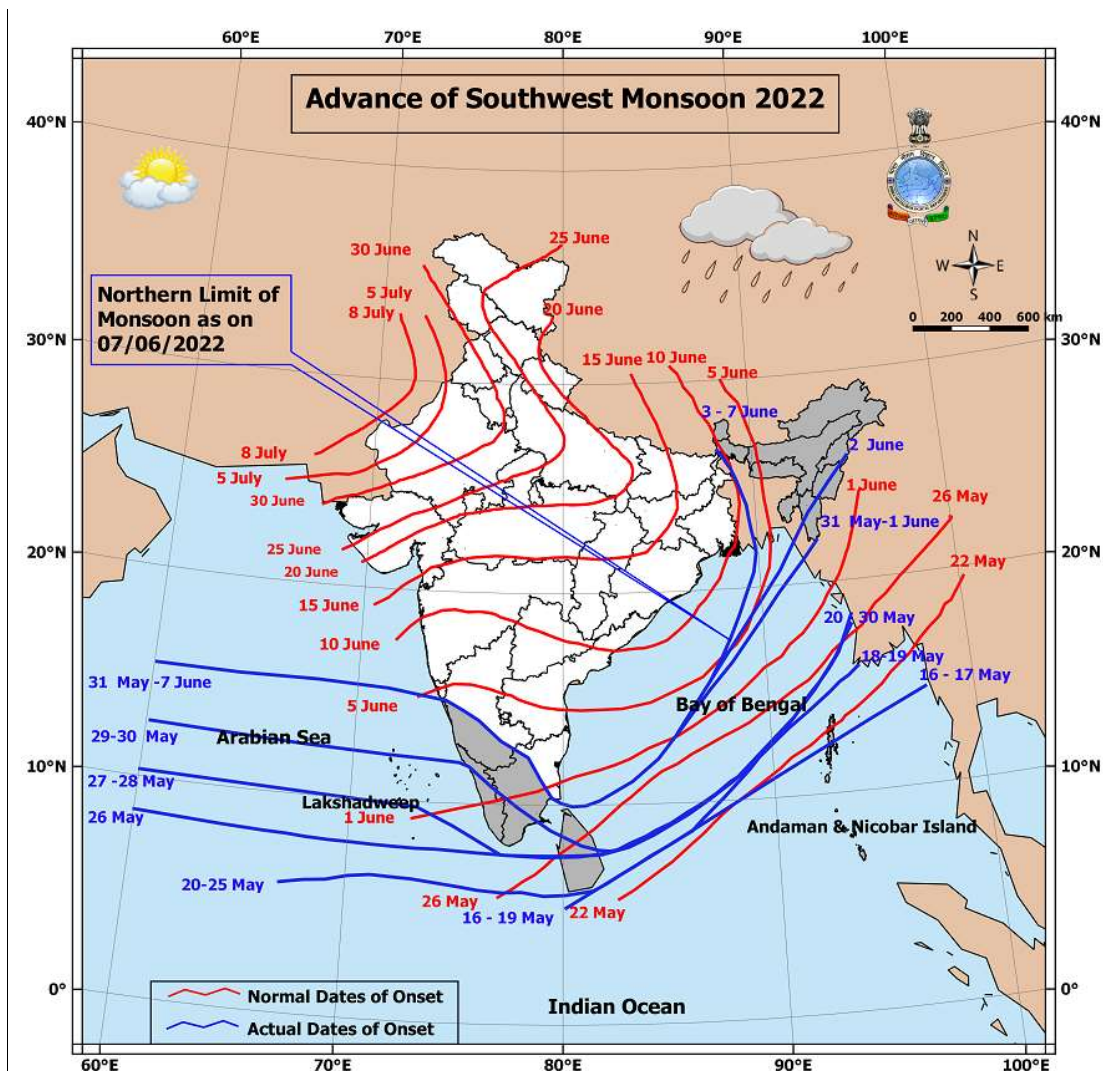 60°E
70°E
80°E
90°E
100°E
Advance of Southwest Monsoon 2022
40°N
40°N
N
W
E
S
0 200 400 600 km
30 June
25 June
5 July
8 July
20 June
Northern Limit of
Monsoon as on
07/06/2022
30°N
30°N
15 June
10 June
5 June
3 - 7 June
2 June
8 July
5 July
30 June
1 June
26 May
31 May-1 June
25 June
20 June
20°N
20°N
22 May
15 June
10 June
20 - 30 May
18-19 May
16 - 17 May
31 May -7 June
5 June
Bay of Bengal
29-30 May
Arabian Sea
10°N
10°N
27 -28 May
Lakshadweep
26 May
1 June
Andaman & Nicobar Island
20-25 May
26 May
16 - 19 May
22 May
0°
0°
Normal Dates of Onset
Actual Dates of Onset
Indian Ocean
60°E
70°E
80°E
90°E
100°E